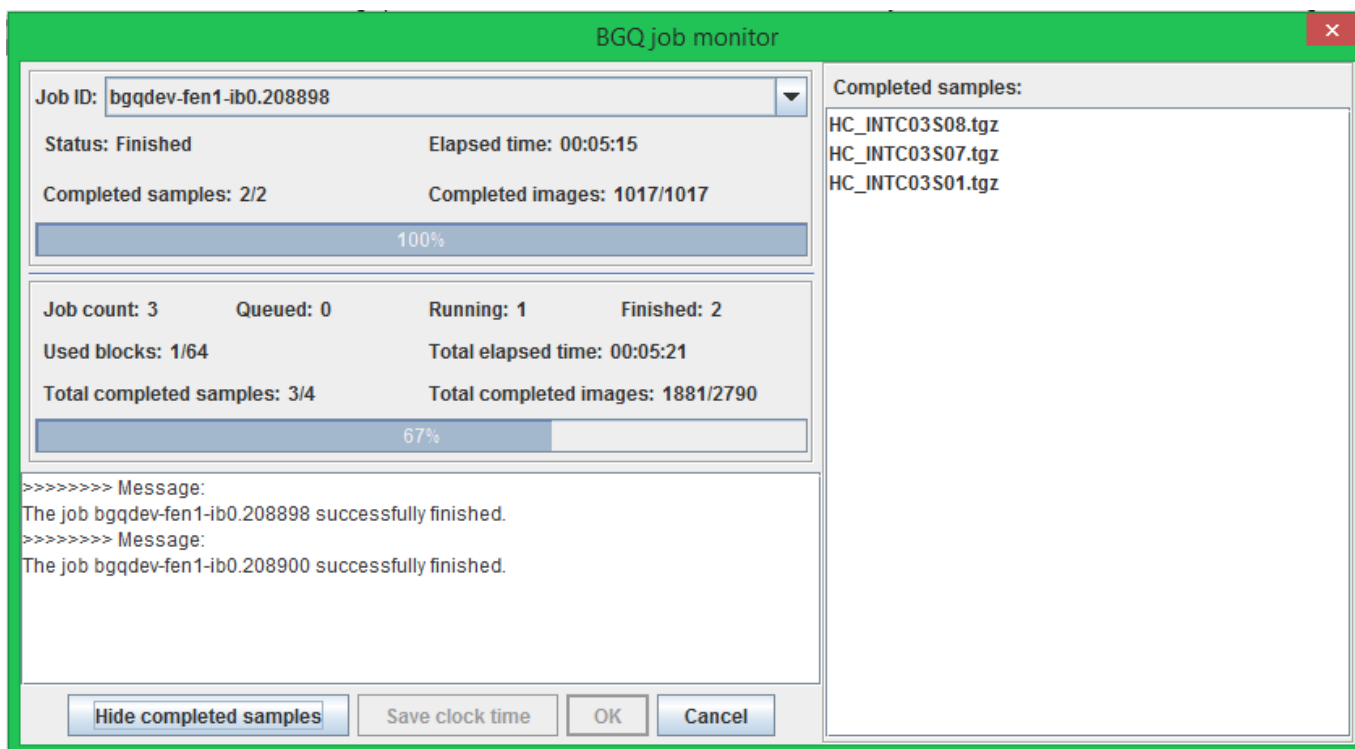 BGQ job monitor
Job ID: bgqdev-fen1-ib0.208898
Status: Finished Elapsed time: 00:05:15
Completed samples: 2/2 Completed images: 1017/1017
100%
Job count: 3 Queued: 0 Running: 1 Finished: 2
Used blocks: 1/64 Total elapsed time: 00:05:21
Total completed samples: 3/4 Total completed images: 1881/2790
67%
>>>>>>>> Message:
The job bgqdev-fen1-ib0.208898 successfully finished.
>>>>>>>> Message:
The job bgqdev-fen1-ib0.208900 successfully finished.
Hide completed samples Save clock time OK Cancel
Completed samples:
HC_INTC03S08.tgz
HC_INTC03S07.tgz
HC_INTC03S01.tgz